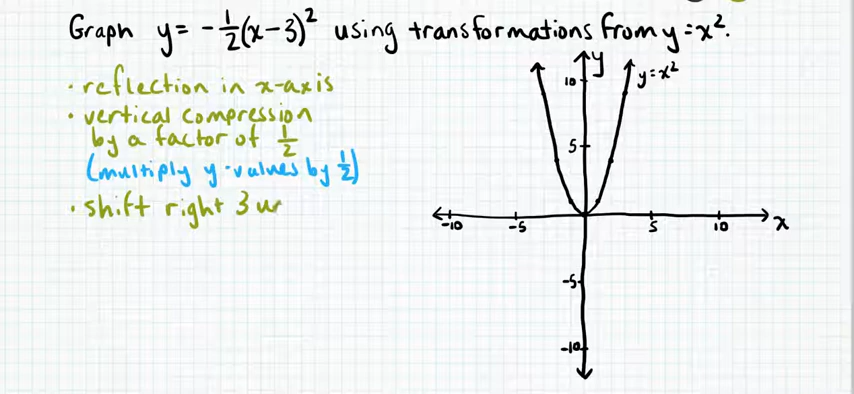 Graph y = -1/2(x-3)² using transformations from y=x².
· reflection in x-axis
· vertical compression
by a factor of 1/2
(multiply y-values by 1/2)
· shift right 3 un
y
y=x²
10
5
-10 -5 5 10 x
-5
-10